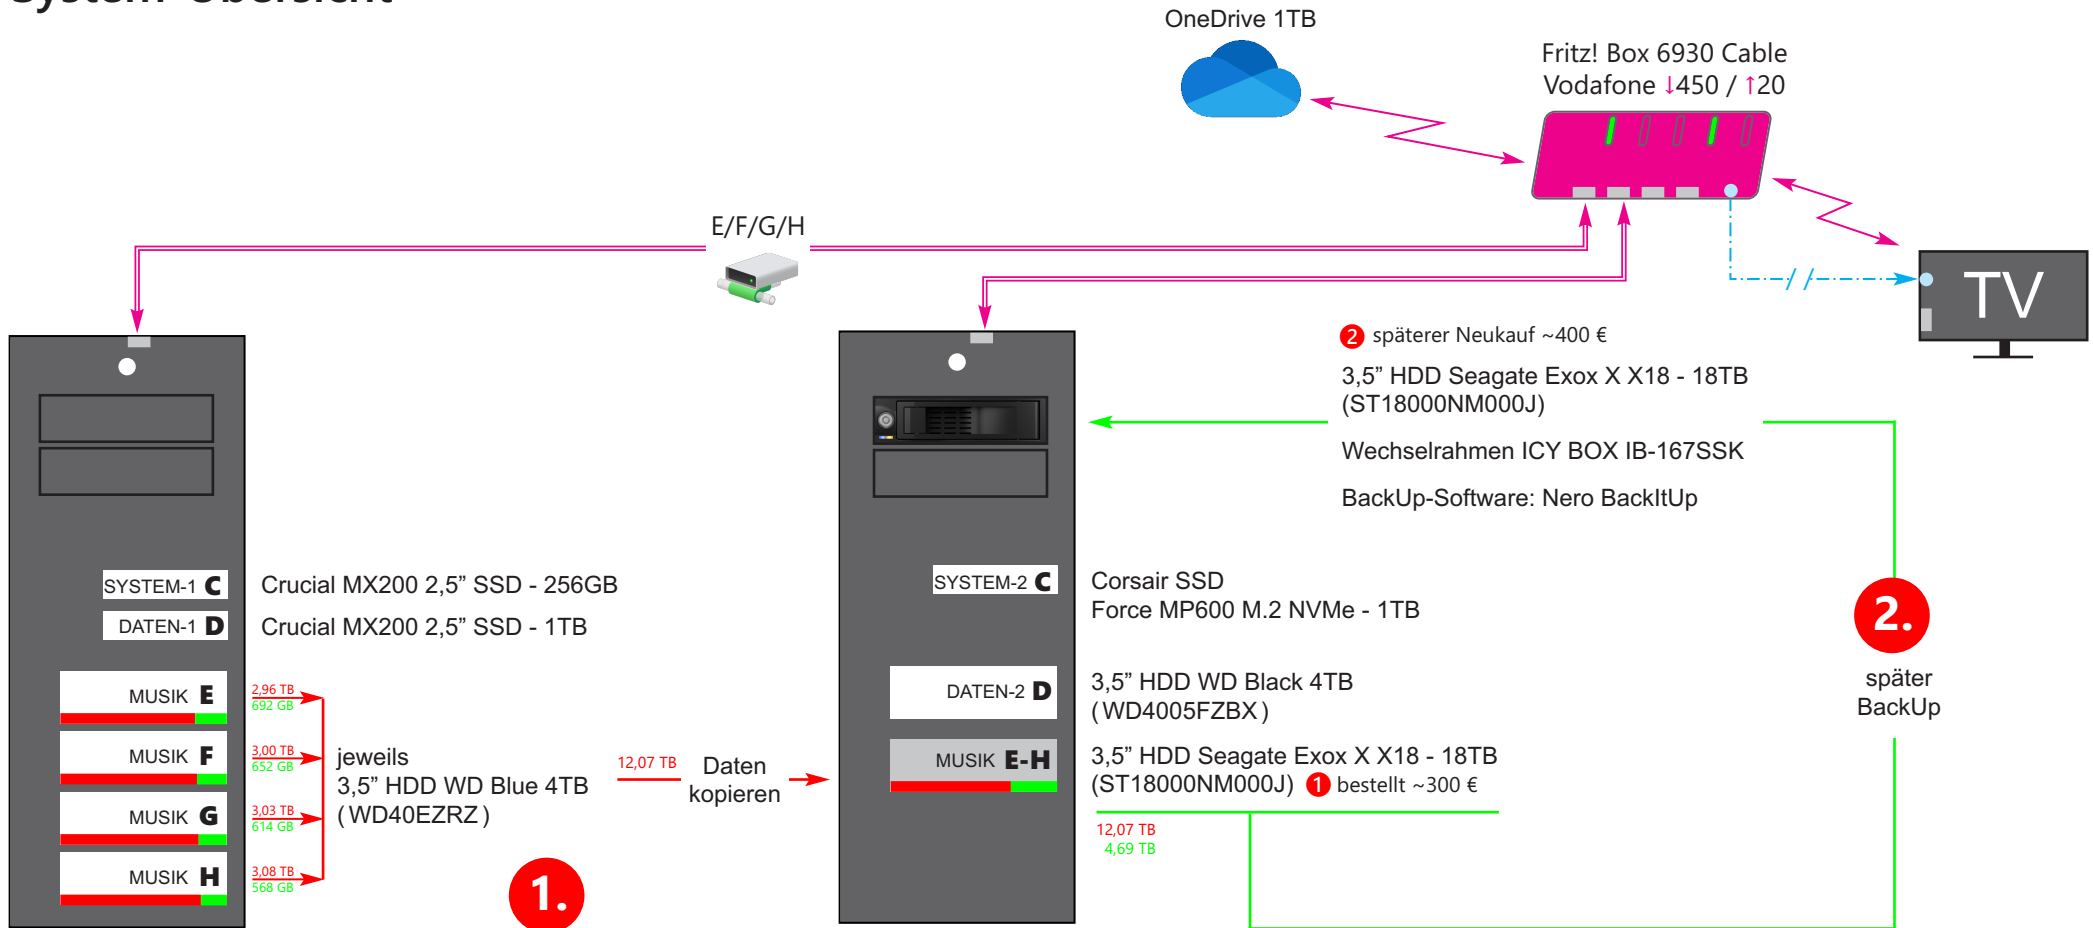 System-Übersicht
OneDrive 1TB
Fritz! Box 6930 Cable
Vodafone ↓450 / ↑20
E/F/G/H
TV
2 späterer Neukauf ~400 €
3,5” HDD Seagate Exox X X18 - 18TB
(ST18000NM000J)
Wechselrahmen ICY BOX IB-167SSK
BackUp-Software: Nero BackItUp
SYSTEM-1 C
Crucial MX200 2,5” SSD - 256GB
DATEN-1 D
Crucial MX200 2,5” SSD - 1TB
MUSIK E
2,96 TB
692 GB
MUSIK F
3,00 TB
652 GB
MUSIK G
3,03 TB
614 GB
MUSIK H
3,08 TB
568 GB
jeweils
3,5” HDD WD Blue 4TB
(WD40EZRZ)
1.
12,07 TB
Daten
kopieren
SYSTEM-2 C
Corsair SSD
Force MP600 M.2 NVMe - 1TB
DATEN-2 D
3,5” HDD WD Black 4TB
(WD4005FZBX)
MUSIK E-H
3,5” HDD Seagate Exox X X18 - 18TB
(ST18000NM000J) 1 bestellt ~300 €
12,07 TB
4,69 TB
2.
später
BackUp